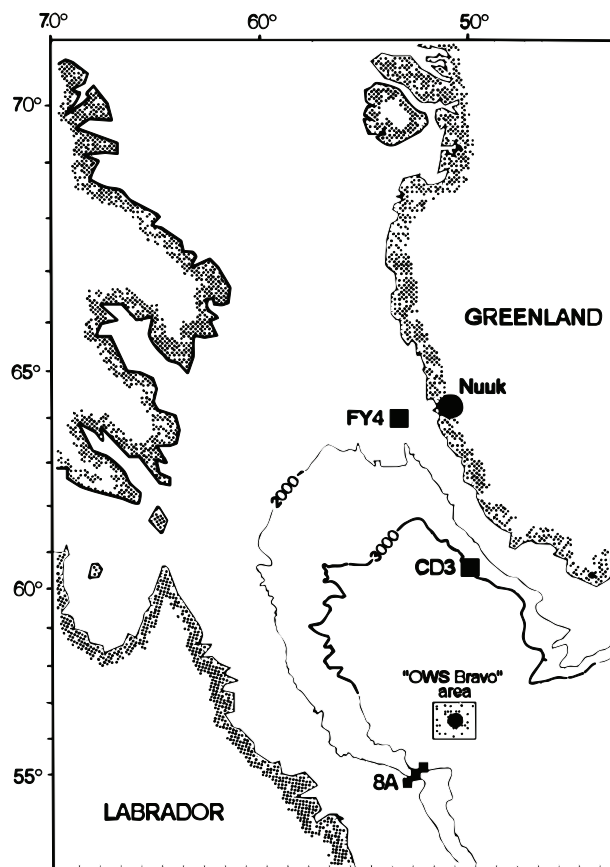 70° 60° 50°
70°
GREENLAND
65°
Nuuk
FY4
2000
3000
CD3
60°
"OWS Bravo"
area
55°
8A
LABRADOR